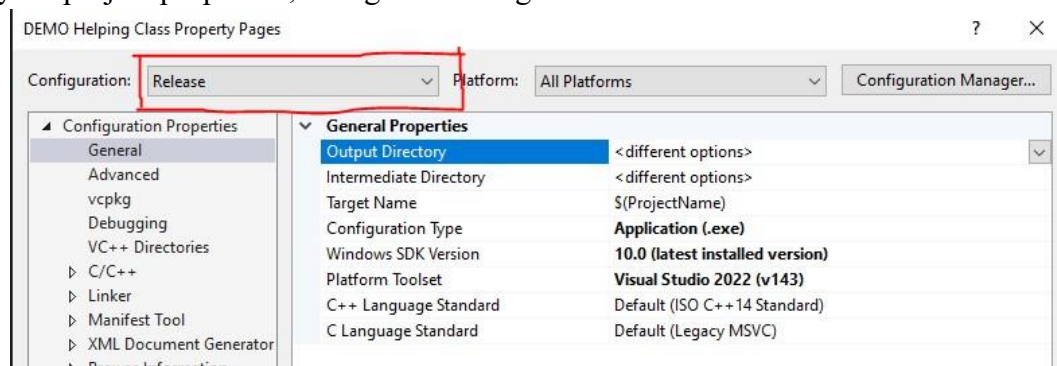 DEMO Helping Class Property Pages ? ×
Configuration: Release Platform: All Platforms Configuration Manager...
Configuration Properties
General
Advanced
vcpkg
Debugging
VC++ Directories
C/C++
Linker
Manifest Tool
XML Document Generator
General Properties
Output Directory <different options>
Intermediate Directory <different options>
Target Name $(ProjectName)
Configuration Type Application (.exe)
Windows SDK Version 10.0 (latest installed version)
Platform Toolset Visual Studio 2022 (v143)
C++ Language Standard Default (ISO C++14 Standard)
C Language Standard Default (Legacy MSVC)